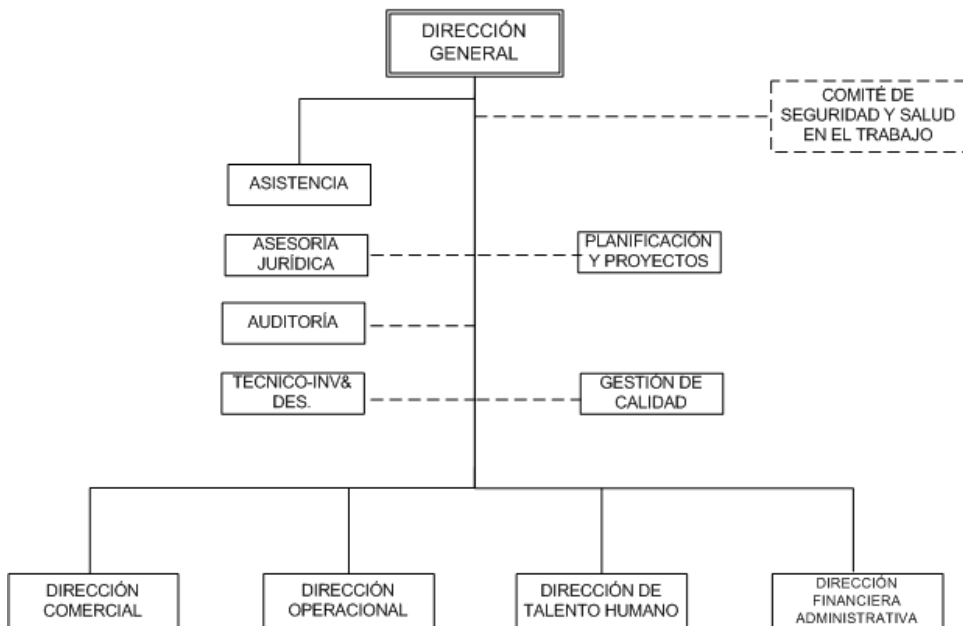 DIRECCIÓN
GENERAL
COMITÉ DE
SEGURIDAD Y SALUD
EN EL TRABAJO
ASISTENCIA
ASESORÍA
JURÍDICA
PLANIFICACIÓN
Y PROYECTOS
AUDITORÍA
TECNICO-INV&
DES.
GESTIÓN DE
CALIDAD
DIRECCIÓN
COMERCIAL
DIRECCIÓN
OPERACIONAL
DIRECCIÓN DE
TALENTO HUMANO
DIRECCIÓN
FINANCIERA
ADMINISTRATIVA